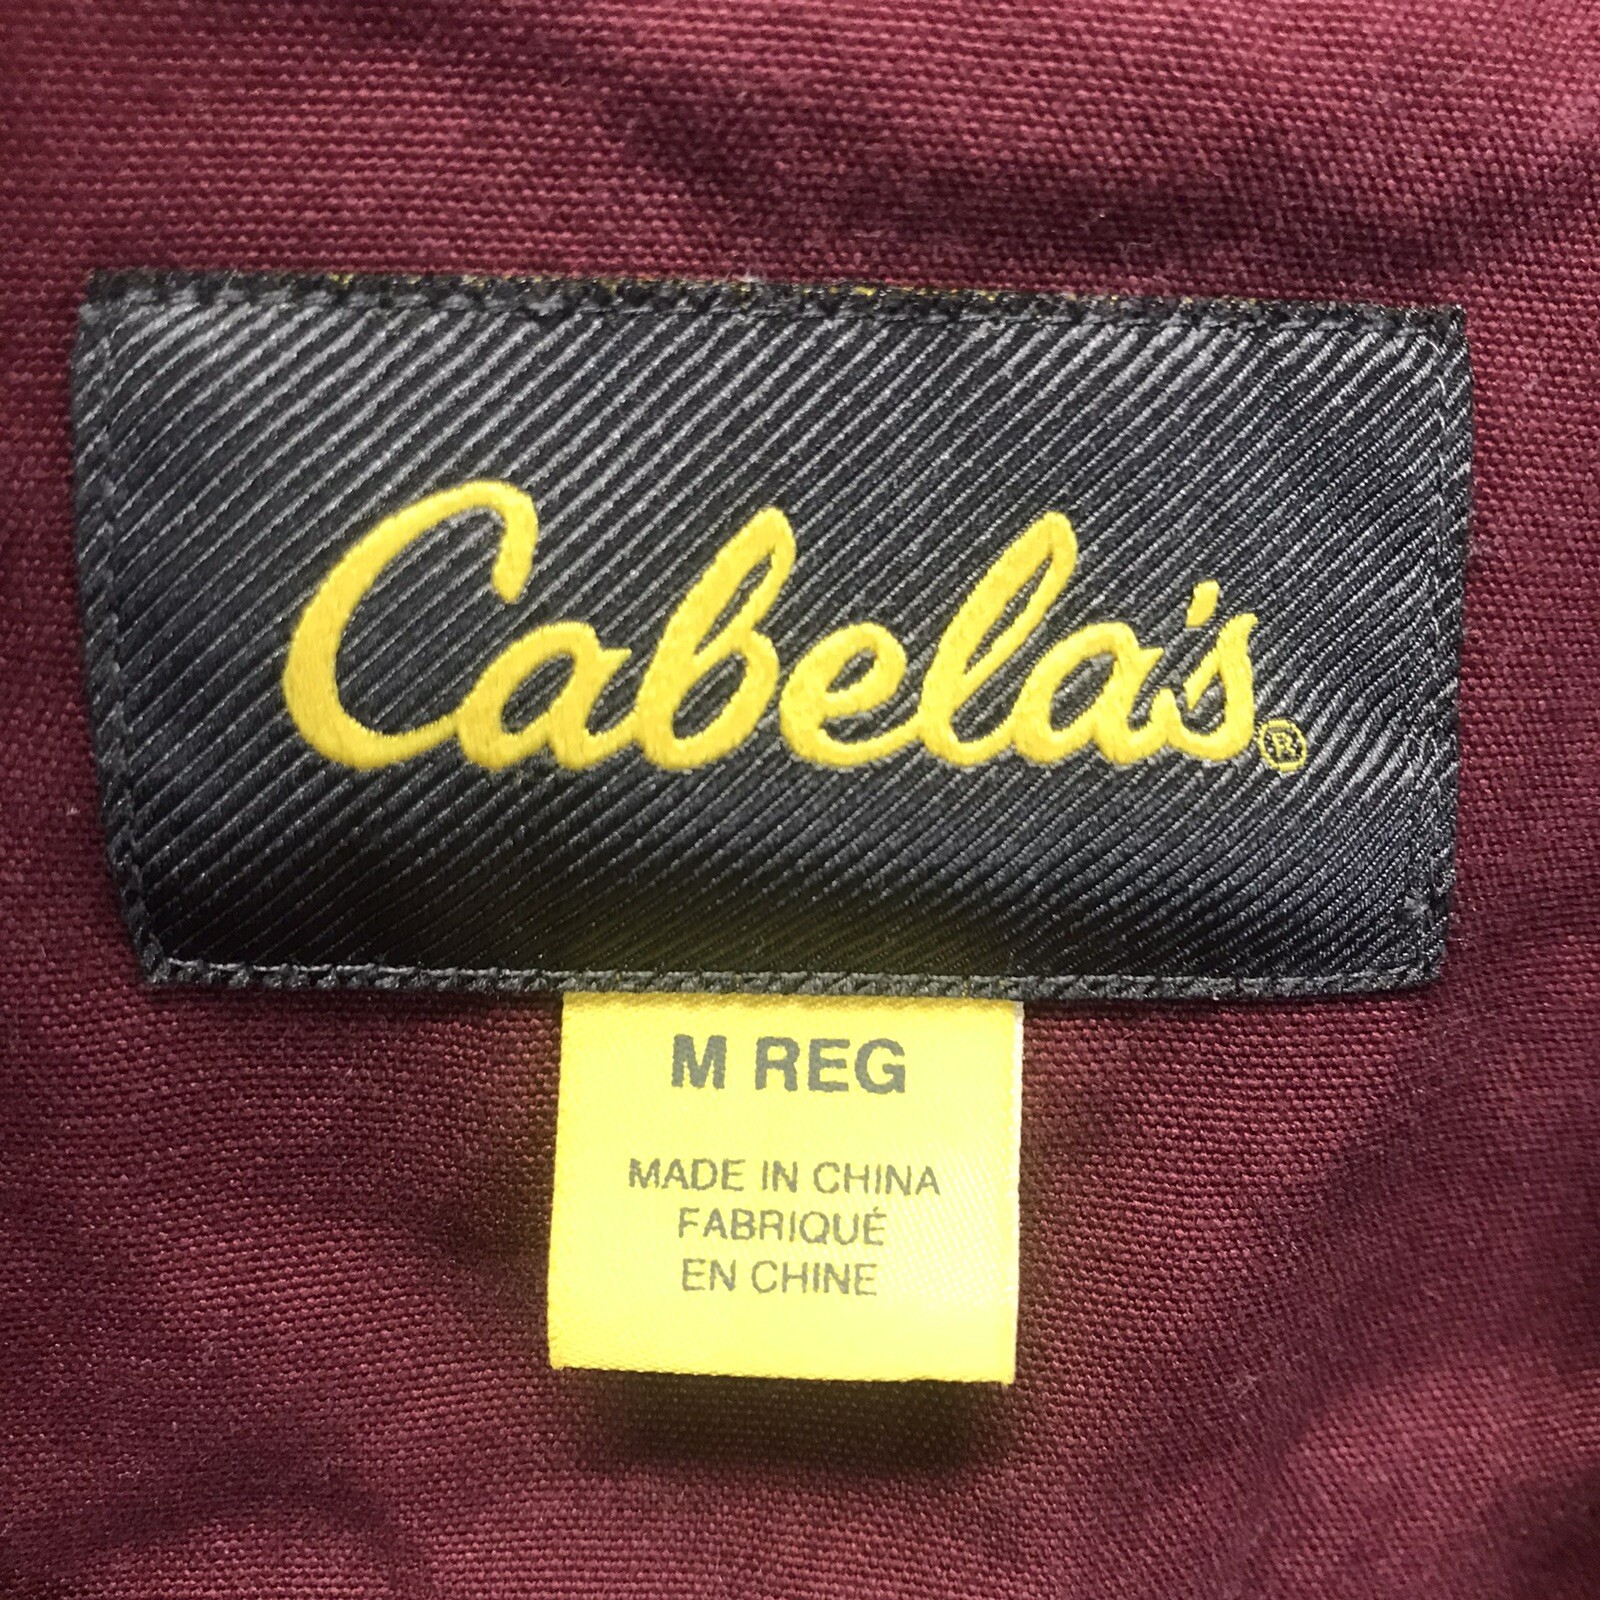 Cabela's®
M REG
MADE IN CHINA
FABRIQUÉ
EN CHINE